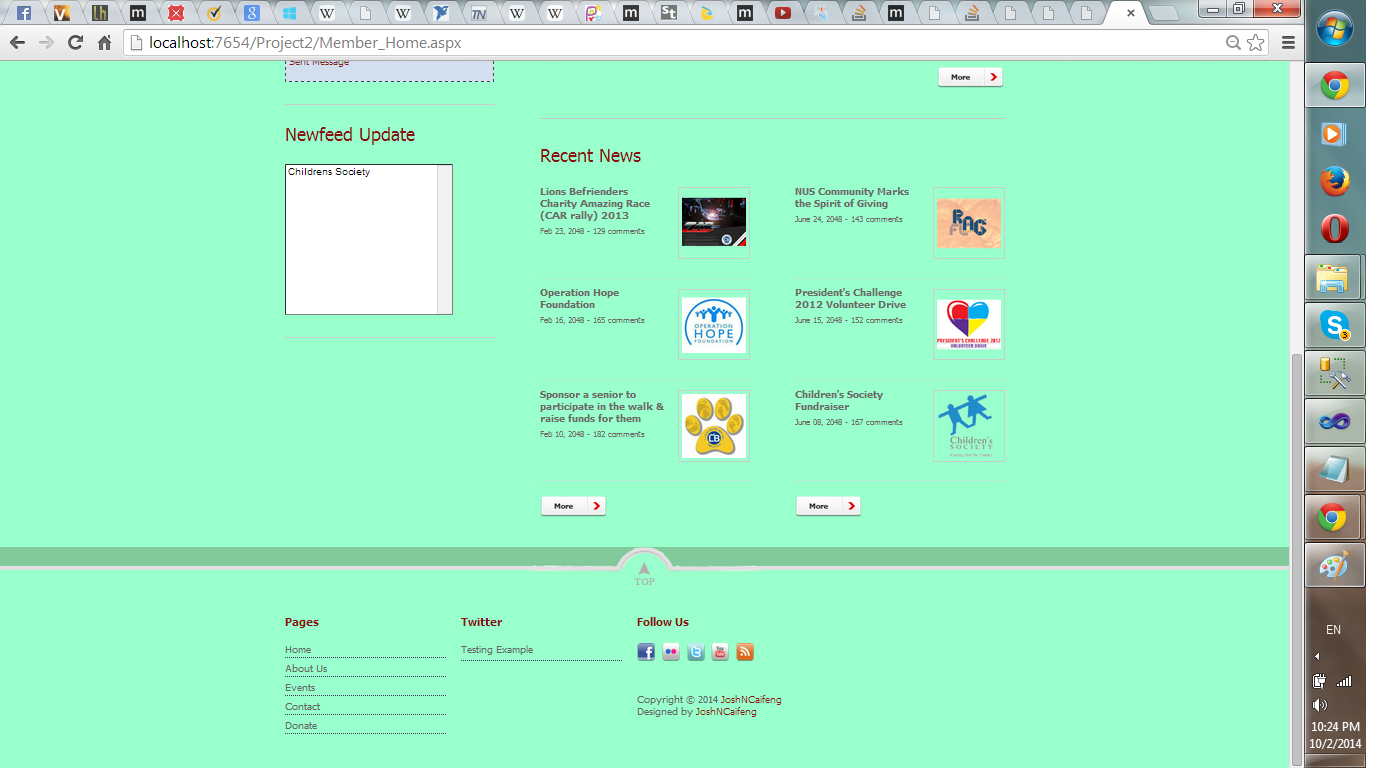 localhost:7654/Project2/Member_Home.aspx
Sent Message
More
Newfeed Update
Childrens Society
Recent News
Lions Befrienders
Charity Amazing Race
(CAR rally) 2013
Feb 23, 2048 - 129 comments
NUS Community Marks
the Spirit of Giving
June 24, 2048 - 143 comments
RAG
FLAG
Operation Hope
Foundation
Feb 16, 2048 - 165 comments
OPERATION
HOPE
FOUNDATION
President's Challenge
2012 Volunteer Drive
June 15, 2048 - 152 comments
PRESIDENT'S CHALLENGE 2012
VOLUNTEER DRIVE
Sponsor a senior to
participate in the walk &
raise funds for them
Feb 10, 2048 - 182 comments
Children's Society
Fundraiser
June 08, 2048 - 167 comments
Children's
SOCIETY
More
More
TOP
Pages
Home
About Us
Events
Contact
Donate
Twitter
Testing Example
Follow Us
Copyright © 2014 JoshNCaifeng
Designed by JoshNCaifeng
EN
10:24 PM
10/2/2014